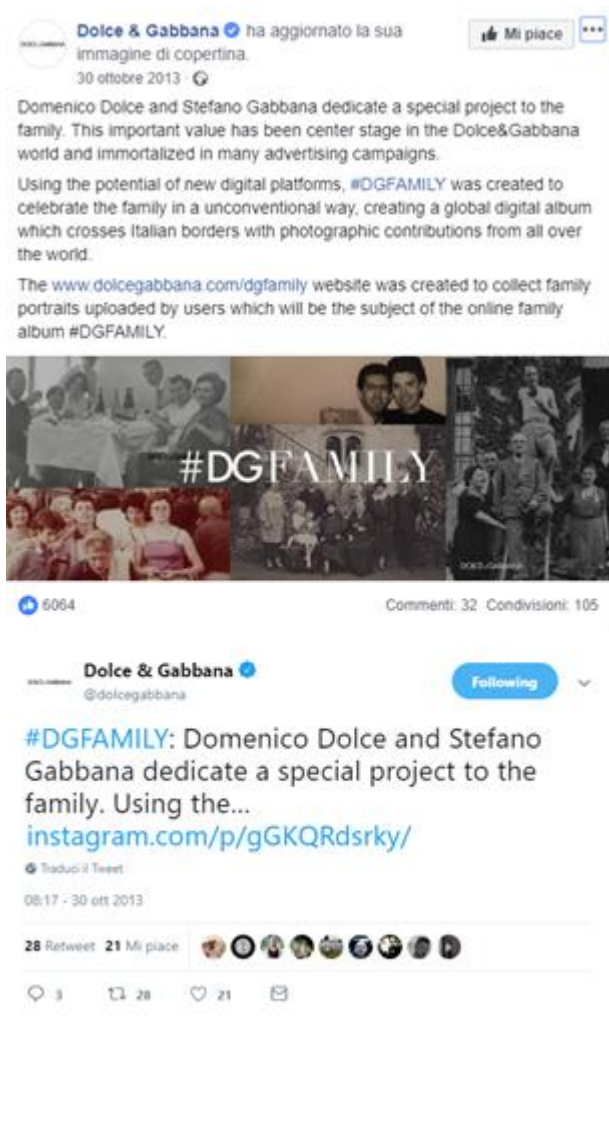 Dolce & Gabbana ha aggiornato la sua
immagine di copertina.
30 ottobre 2013 ·
Mi piace
Domenico Dolce and Stefano Gabbana dedicate a special project to the
family. This important value has been center stage in the Dolce&Gabbana
world and immortalized in many advertising campaigns.
Using the potential of new digital platforms, #DGFAMILY was created to
celebrate the family in a unconventional way, creating a global digital album
which crosses Italian borders with photographic contributions from all over
the world.
The www.dolcegabbana.com/dgfamily website was created to collect family
portraits uploaded by users which will be the subject of the online family
album #DGFAMILY.
#DGFAMILY
DOLCE&GABBANA
6064
Commenti: 32 Condivisioni: 105
Dolce & Gabbana
@dolcegabbana
Following
#DGFAMILY: Domenico Dolce and Stefano
Gabbana dedicate a special project to the
family. Using the...
instagram.com/p/gGKQRdsrky/
Traduci il Tweet
08:17 - 30 ott 2013
28 Retweet 21 Mi piace
3 28 21